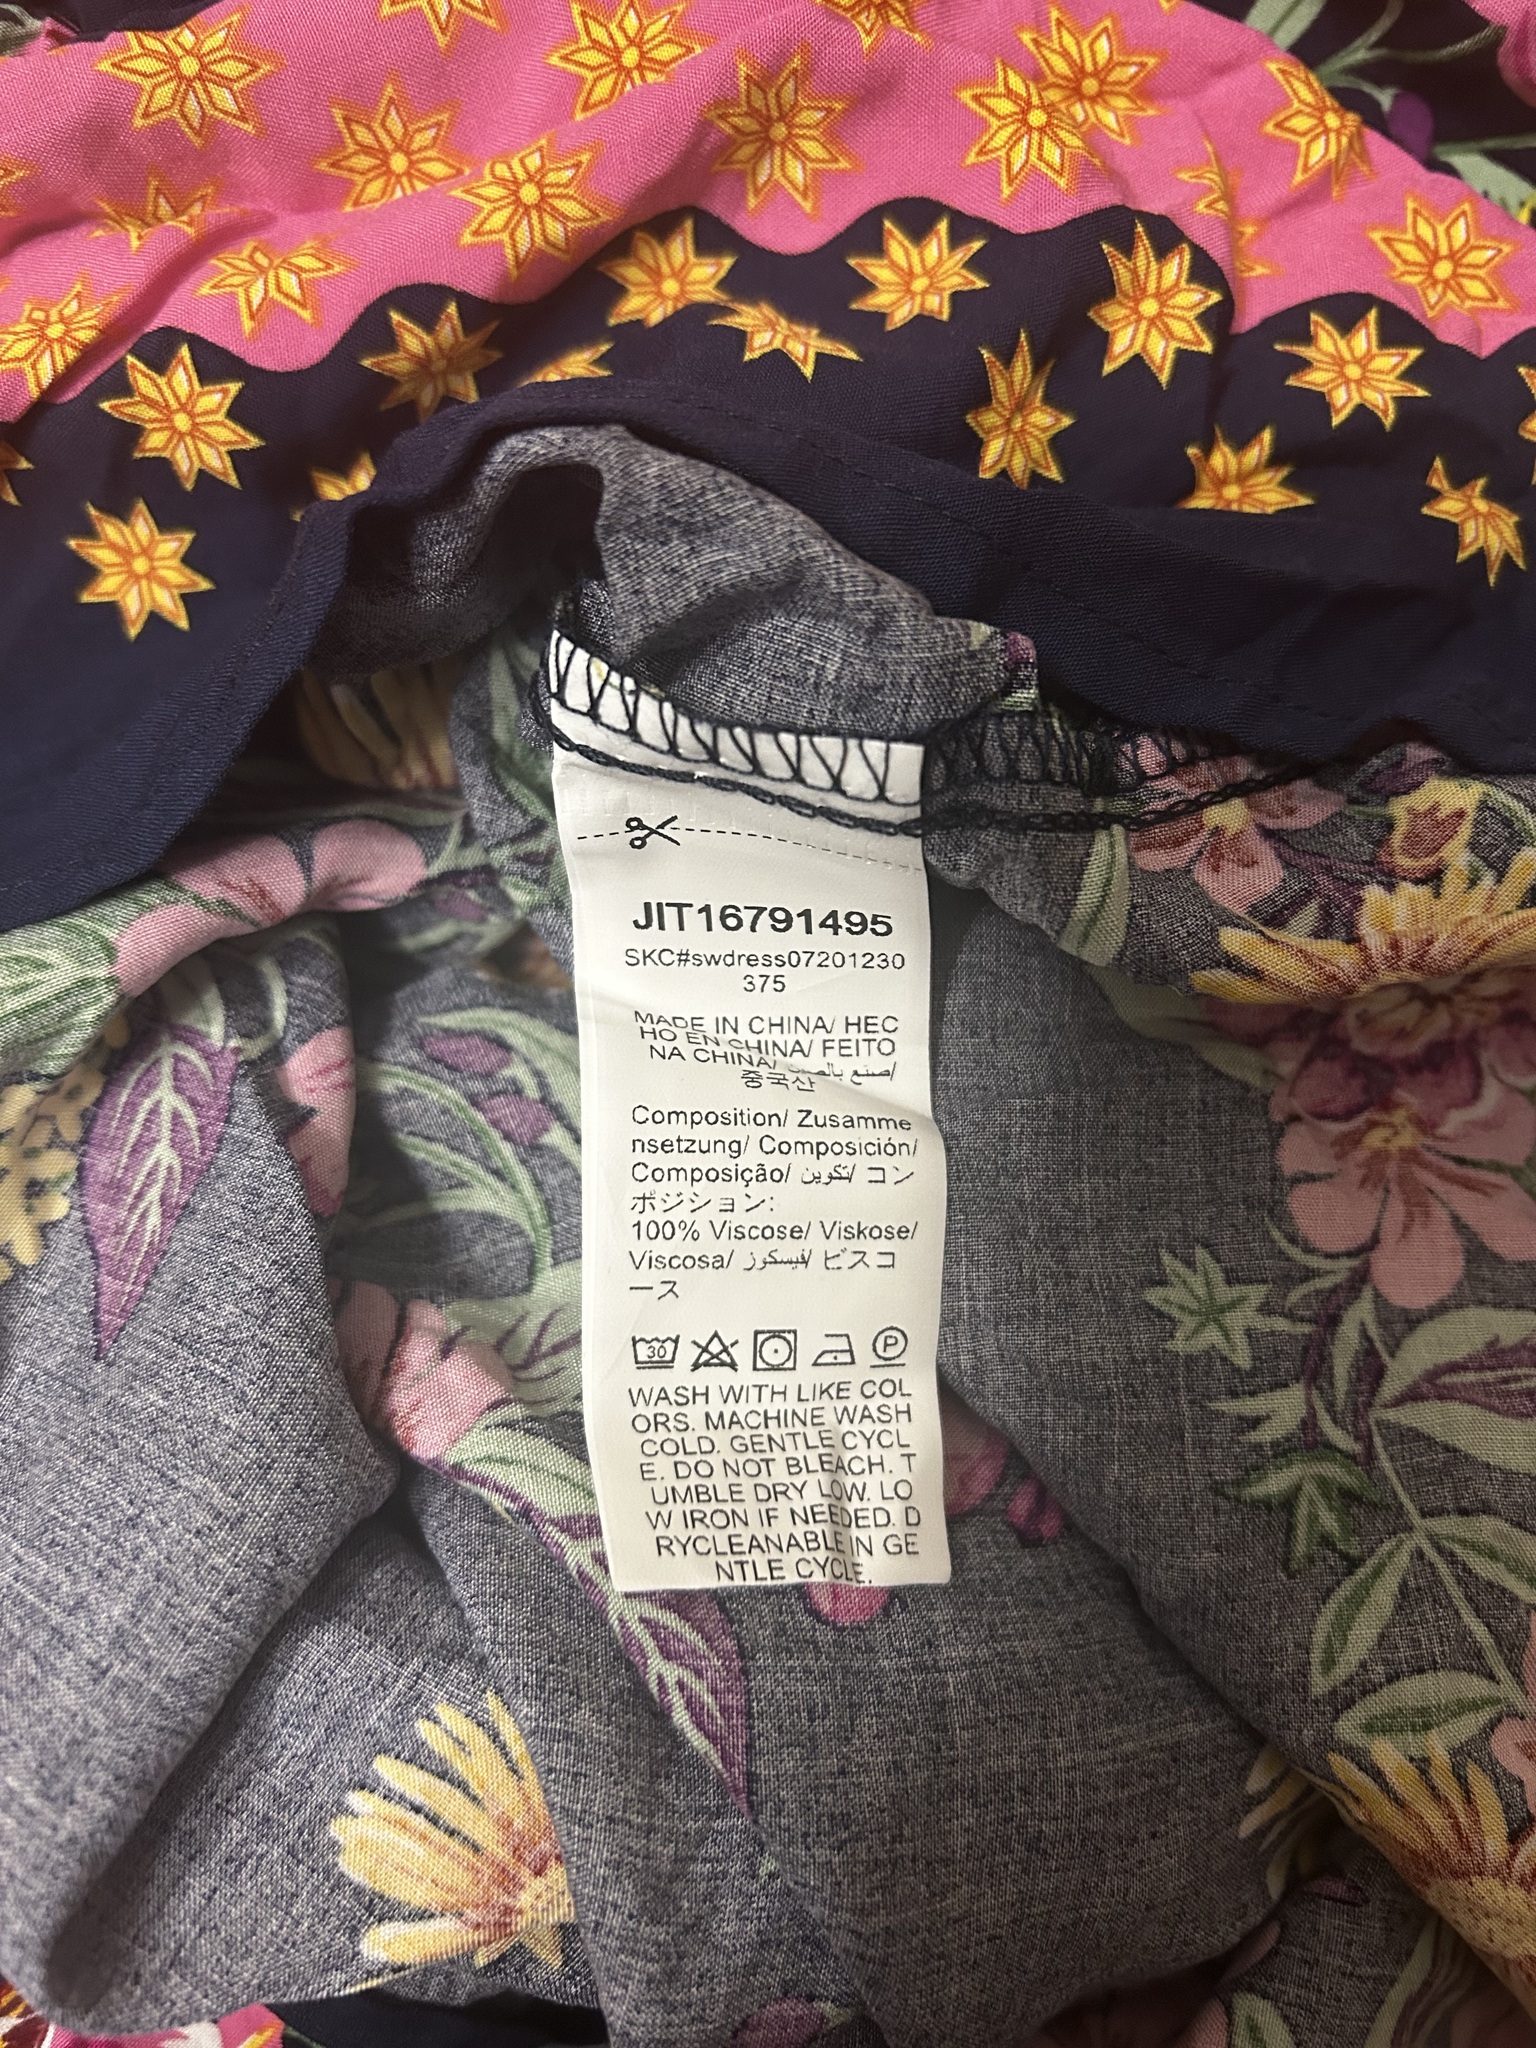 JIT16791495
SKC#swdress07201230
375
MADE IN CHINA/ HEC
HO EN CHINA/ FEITO
NA CHINA/ صنع بالصين/
중국산
Composition/ Zusamme
nsetzung/ Composición/
Composição/ تكوين/ コン
ポジション:
100% Viscose/ Viskose/
Viscosa/ فيسكوز/ ビスコ
ース
30 P
WASH WITH LIKE COL
ORS. MACHINE WASH
COLD. GENTLE CYCL
E. DO NOT BLEACH. T
UMBLE DRY LOW. LO
W IRON IF NEEDED. D
RYCLEANABLE IN GE
NTLE CYCLE.